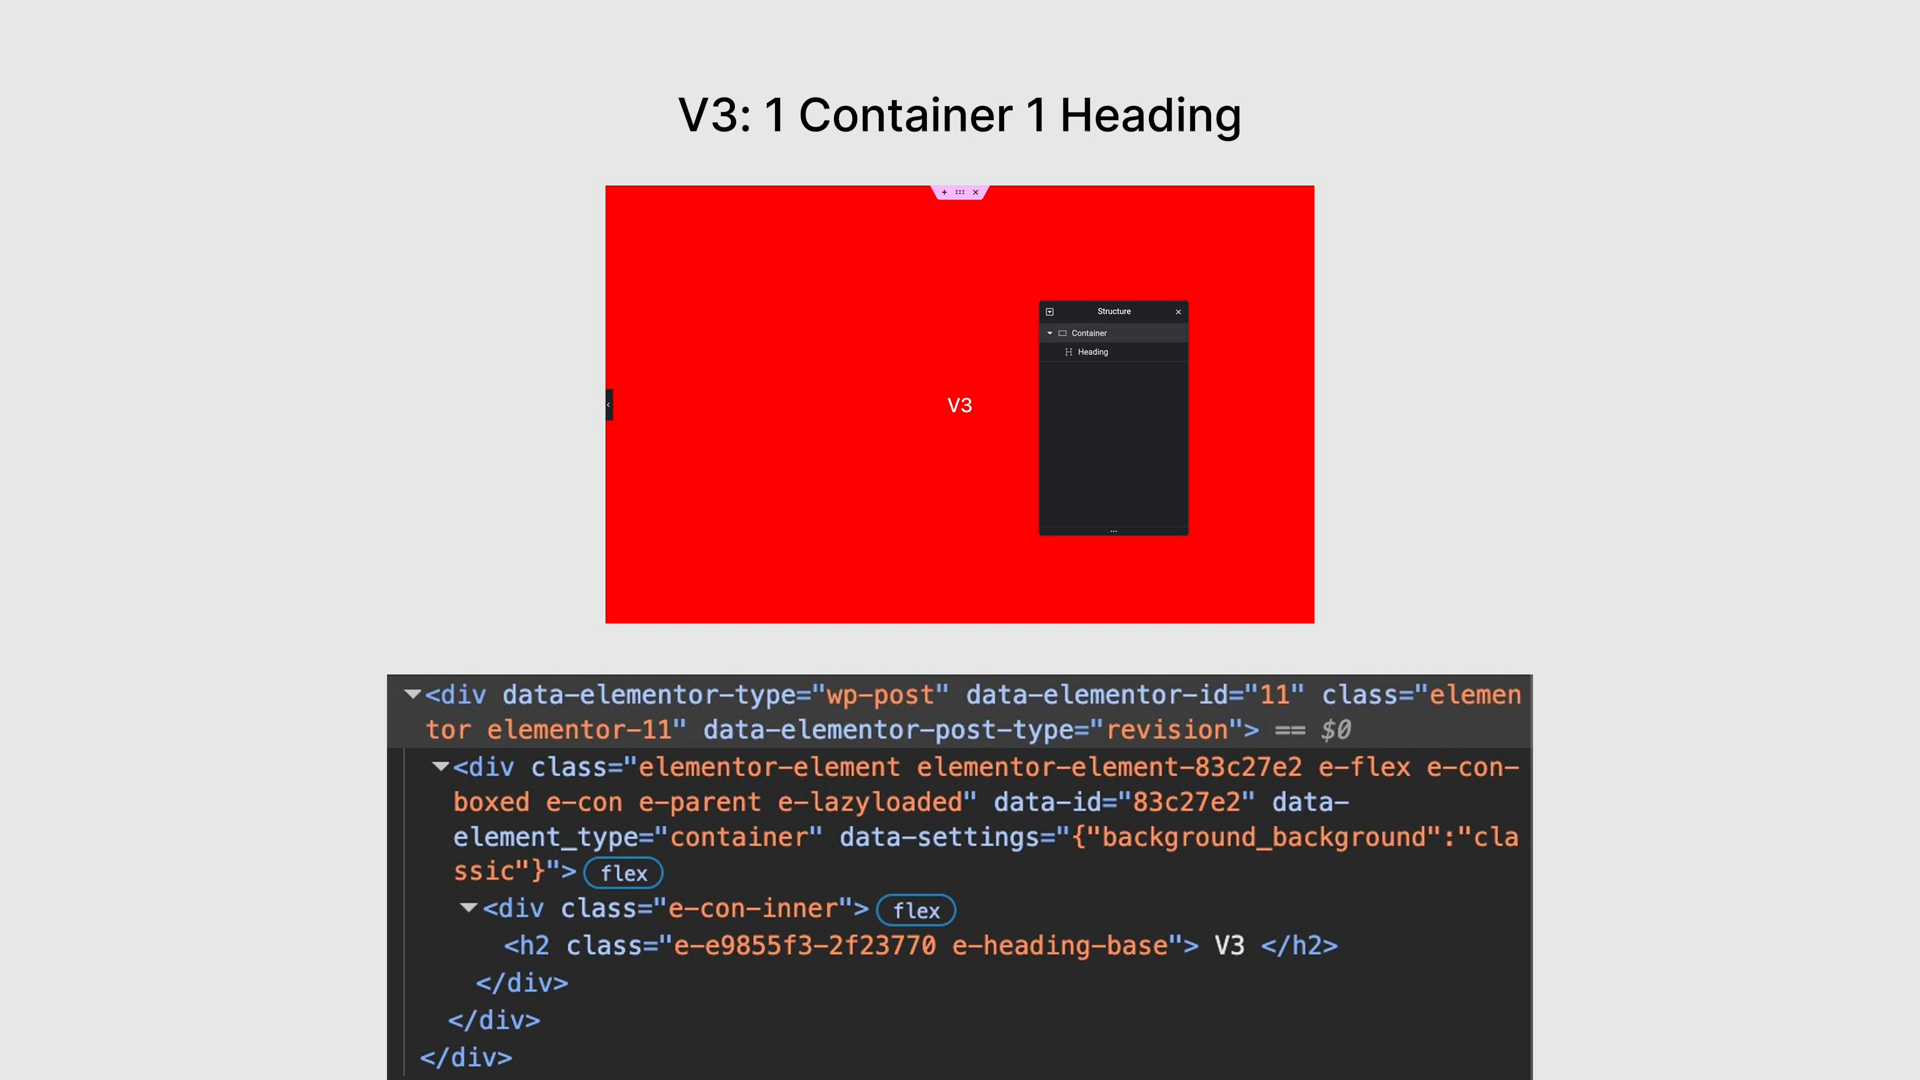 V3: 1 Container 1 Heading
Structure
Container
Heading
V3
<div data-elementor-type="wp-post" data-elementor-id="11" class="elemen
tor elementor-11" data-elementor-post-type="revision"> == $0
<div class="elementor-element elementor-element-83c27e2 e-flex e-con-
boxed e-con e-parent e-lazyloaded" data-id="83c27e2" data-
element_type="container" data-settings="{"background_background":"cla
ssic"}"> flex
<div class="e-con-inner"> flex
<h2 class="e-e9855f3-2f23770 e-heading-base"> V3 </h2>
</div>
</div>
</div>